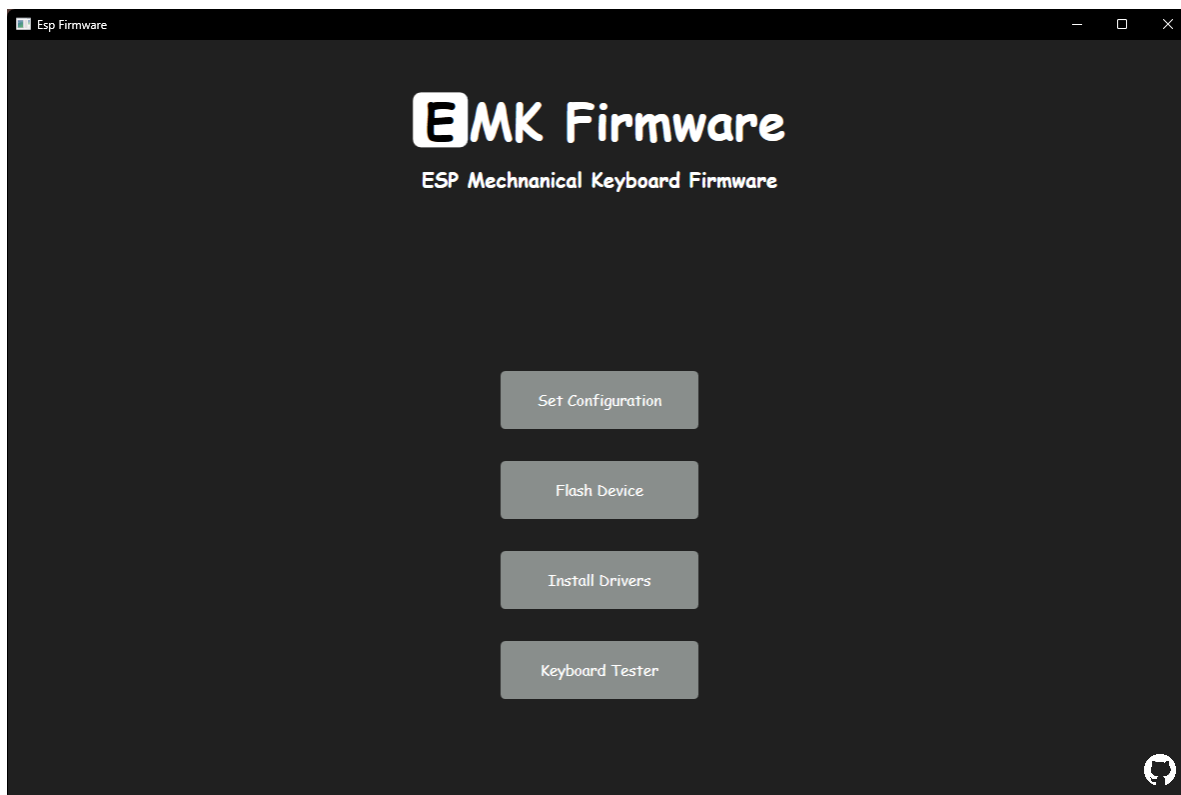 Esp Firmware
EMK Firmware
ESP Mechnanical Keyboard Firmware
Set Configuration
Flash Device
Install Drivers
Keyboard Tester